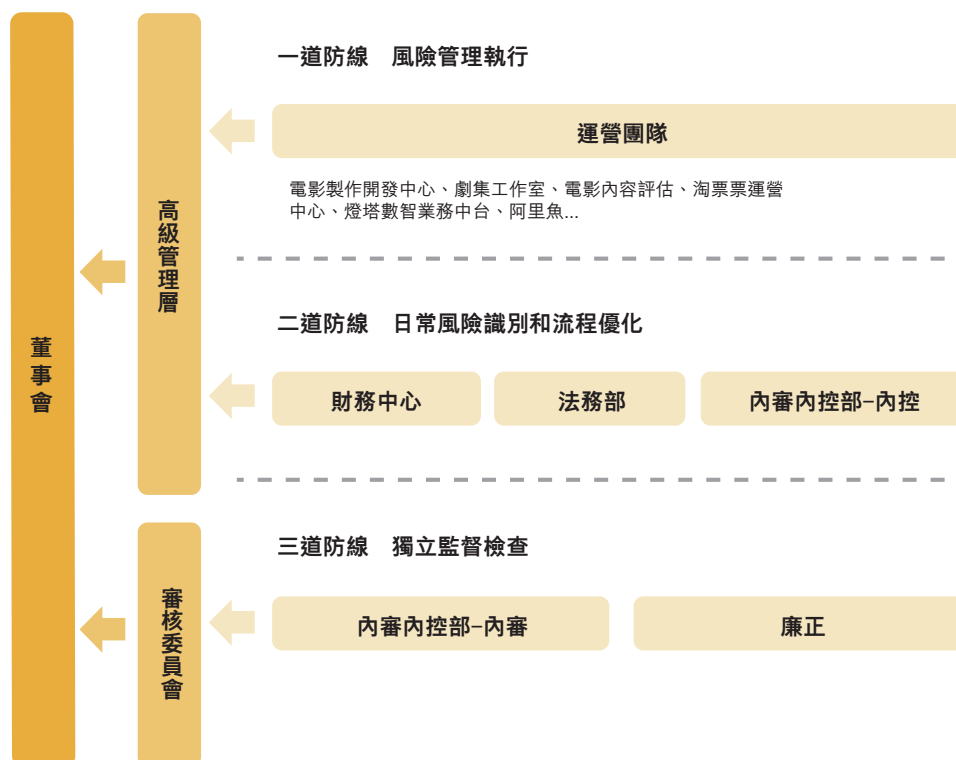 董事會
高級管理層
審核委員會
一道防線　風險管理執行
運營團隊
電影製作開發中心、劇集工作室、電影內容評估、淘票票運營
中心、燈塔數智業務中台、阿里魚...
二道防線　日常風險識別和流程優化
財務中心
法務部
內審內控部–內控
三道防線　獨立監督檢查
內審內控部–內審
廉正